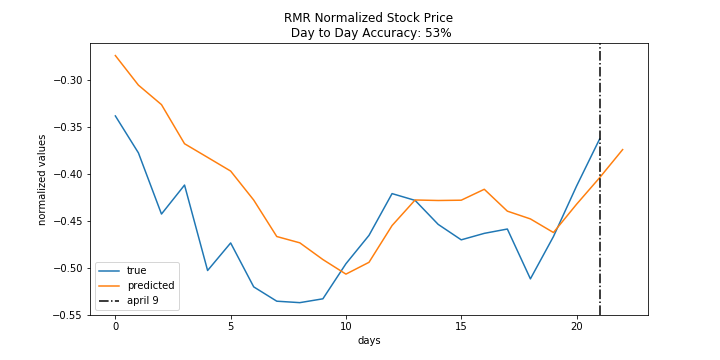 RMR Normalized Stock Price
Day to Day Accuracy: 53%
normalized values
−0.30
−0.35
−0.40
−0.45
−0.50
−0.55
true
predicted
april 9
0
5
10
15
20
days